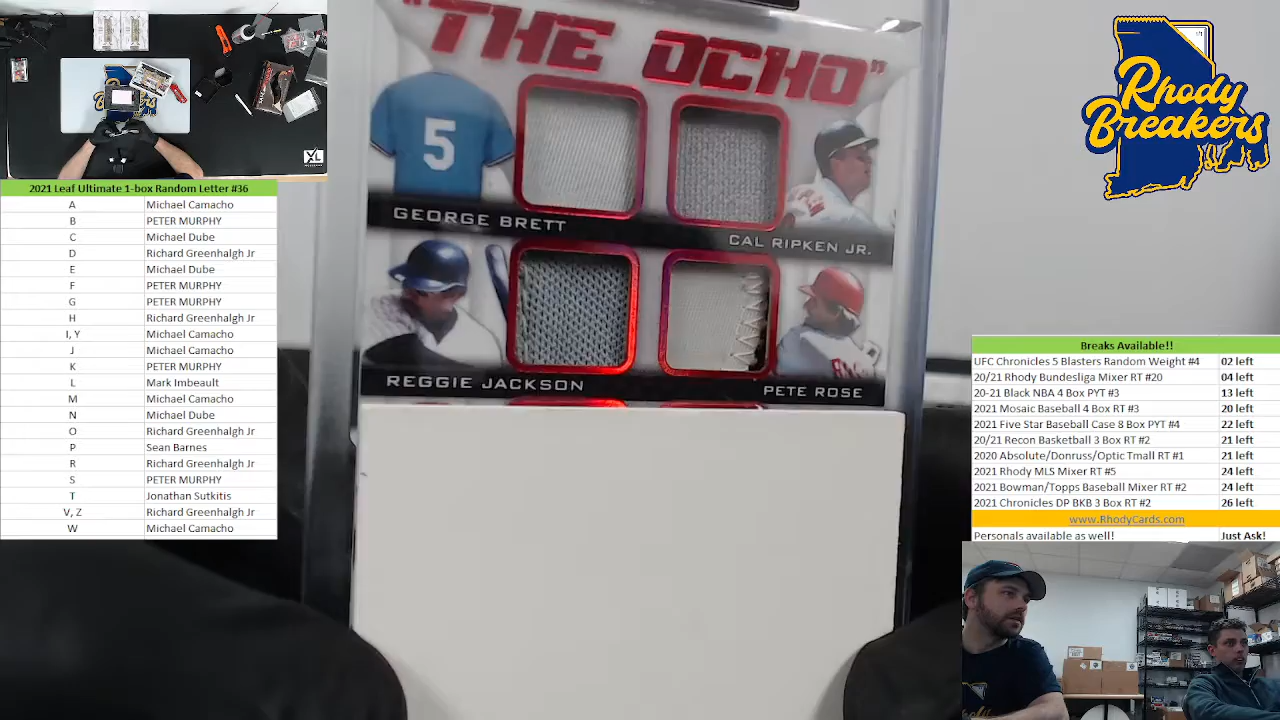 "THE OCHO"
5
GEORGE BRETT
CAL RIPKEN JR.
REGGIE JACKSON
PETE ROSE
XL
2021 Leaf Ultimate 1-box Random Letter #36
A Michael Camacho
B PETER MURPHY
C Michael Dube
D Richard Greenhalgh Jr
E Michael Dube
F PETER MURPHY
G PETER MURPHY
H Richard Greenhalgh Jr
I, Y Michael Camacho
J Michael Camacho
K PETER MURPHY
L Mark Imbeault
M Michael Camacho
N Michael Dube
O Richard Greenhalgh Jr
P Sean Barnes
R Richard Greenhalgh Jr
S PETER MURPHY
T Jonathan Sutkitis
V, Z Richard Greenhalgh Jr
W Michael Camacho
1/1
Rhody
Breakers
Breaks Available!!
UFC Chronicles 5 Blasters Random Weight #4 02 left
20/21 Rhody Bundesliga Mixer RT #20 04 left
20-21 Black NBA 4 Box PYT #3 13 left
2021 Mosaic Baseball 4 Box RT #3 20 left
2021 Five Star Baseball Case 8 Box PYT #4 22 left
20/21 Recon Basketball 3 Box RT #2 21 left
2020 Absolute/Donruss/Optic Tmall RT #1 21 left
2021 Rhody MLS Mixer RT #5 24 left
2021 Bowman/Topps Baseball Mixer RT #2 24 left
2021 Chronicles DP BKB 3 Box RT #2 26 left
www.RhodyCards.com
Personals available as well! Just Ask!